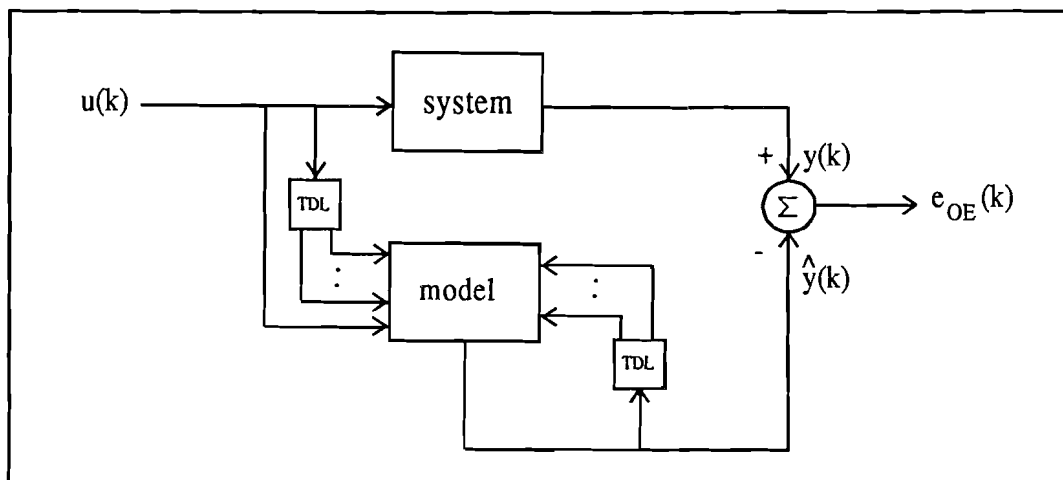 u(k)
system
+
y(k)
TDL
Σ
e_OE(k)
-
ŷ(k)
:
model
:
TDL